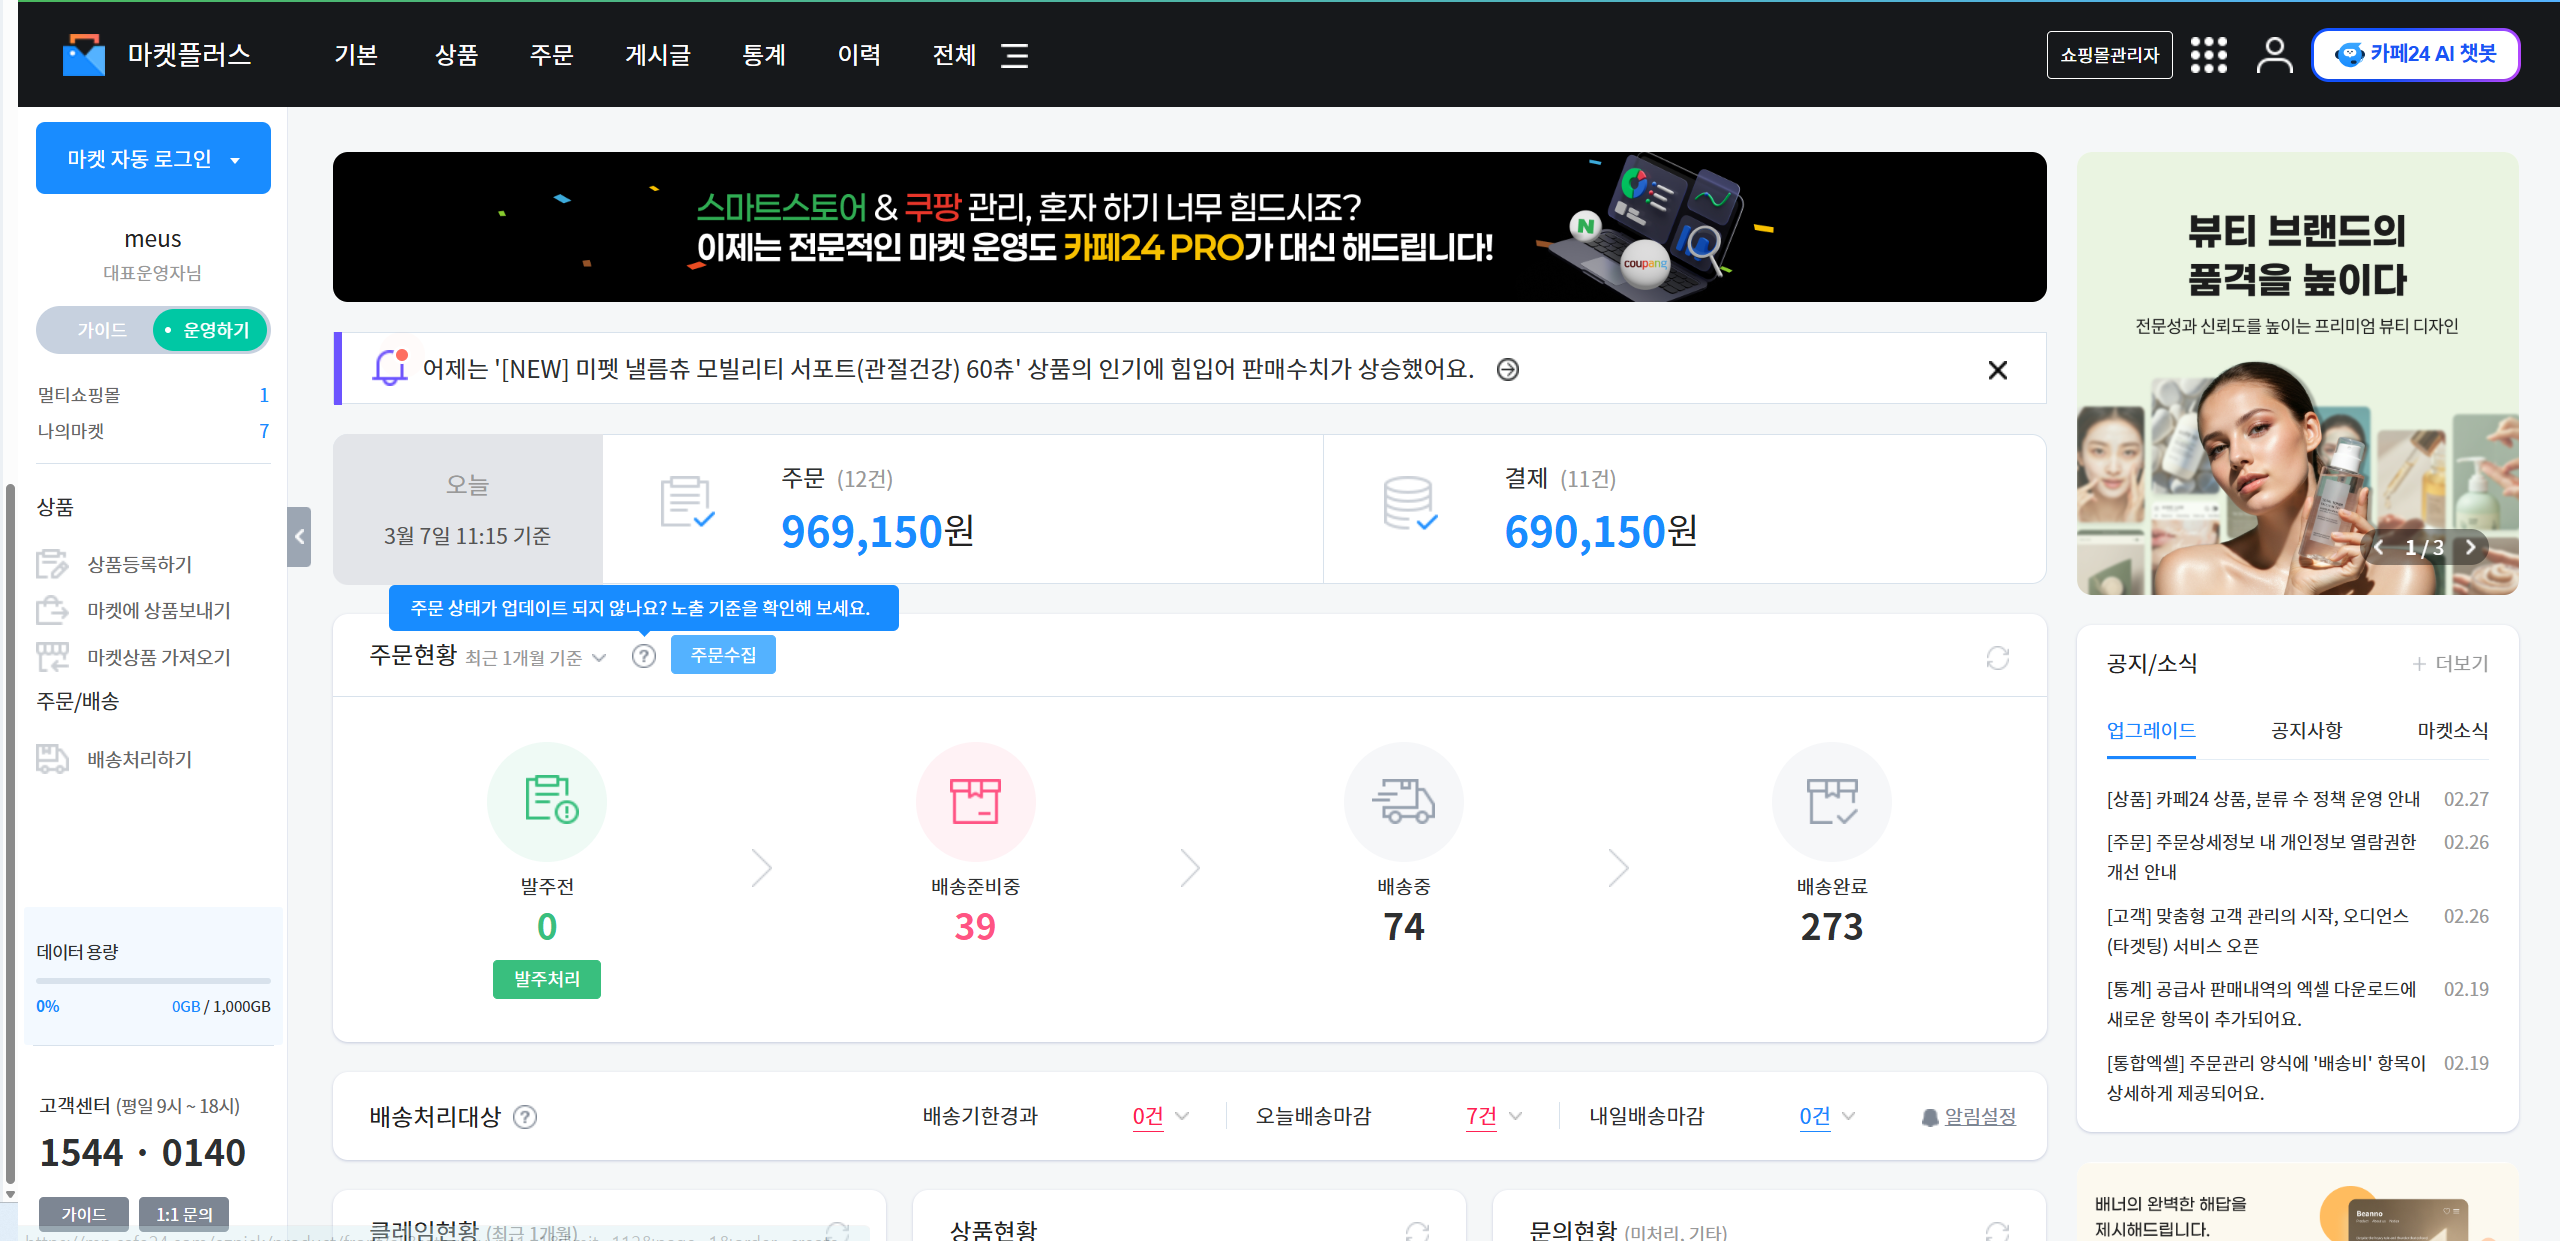 마켓플러스
기본 상품 주문 게시글 통계 이력 전체
쇼핑몰관리자
카페24 AI 챗봇
마켓 자동 로그인
meus
대표운영자님
가이드 운영하기
멀티쇼핑몰 1
나의마켓 7
상품
상품등록하기
마켓에 상품보내기
마켓상품 가져오기
주문/배송
배송처리하기
데이터 용량
0% 0GB / 1,000GB
고객센터 (평일 9시 ~ 18시)
1544 · 0140
가이드 1:1 문의
스마트스토어 & 쿠팡 관리, 혼자 하기 너무 힘드시죠?
이제는 전문적인 마켓 운영도 카페24 PRO가 대신 해드립니다!
N
coupang
어제는 '[NEW] 미펫 낼름츄 모빌리티 서포트(관절건강) 60츄' 상품의 인기에 힘입어 판매수치가 상승했어요.
오늘
3월 7일 11:15 기준
주문 (12건)
969,150원
결제 (11건)
690,150원
주문 상태가 업데이트 되지 않나요? 노출 기준을 확인해 보세요.
주문현황 최근 1개월 기준 ? 주문수집
발주전
0
발주처리
배송준비중
39
배송중
74
배송완료
273
배송처리대상 ?
배송기한경과 0건
오늘배송마감 7건
내일배송마감 0건
알림설정
클레임현황 (최근 1개월)
상품현황
문의현황 (미처리, 기타)
뷰티 브랜드의
품격을 높이다
전문성과 신뢰도를 높이는 프리미엄 뷰티 디자인
1 / 3
공지/소식 + 더보기
업그레이드 공지사항 마켓소식
[상품] 카페24 상품, 분류 수 정책 운영 안내 02.27
[주문] 주문상세정보 내 개인정보 열람권한 02.26
개선 안내
[고객] 맞춤형 고객 관리의 시작, 오디언스 02.26
(타겟팅) 서비스 오픈
[통계] 공급사 판매내역의 엑셀 다운로드에 02.19
새로운 항목이 추가되어요.
[통합엑셀] 주문관리 양식에 '배송비' 항목이 02.19
상세하게 제공되어요.
배너의 완벽한 해답을
제시해드립니다.
Beanno